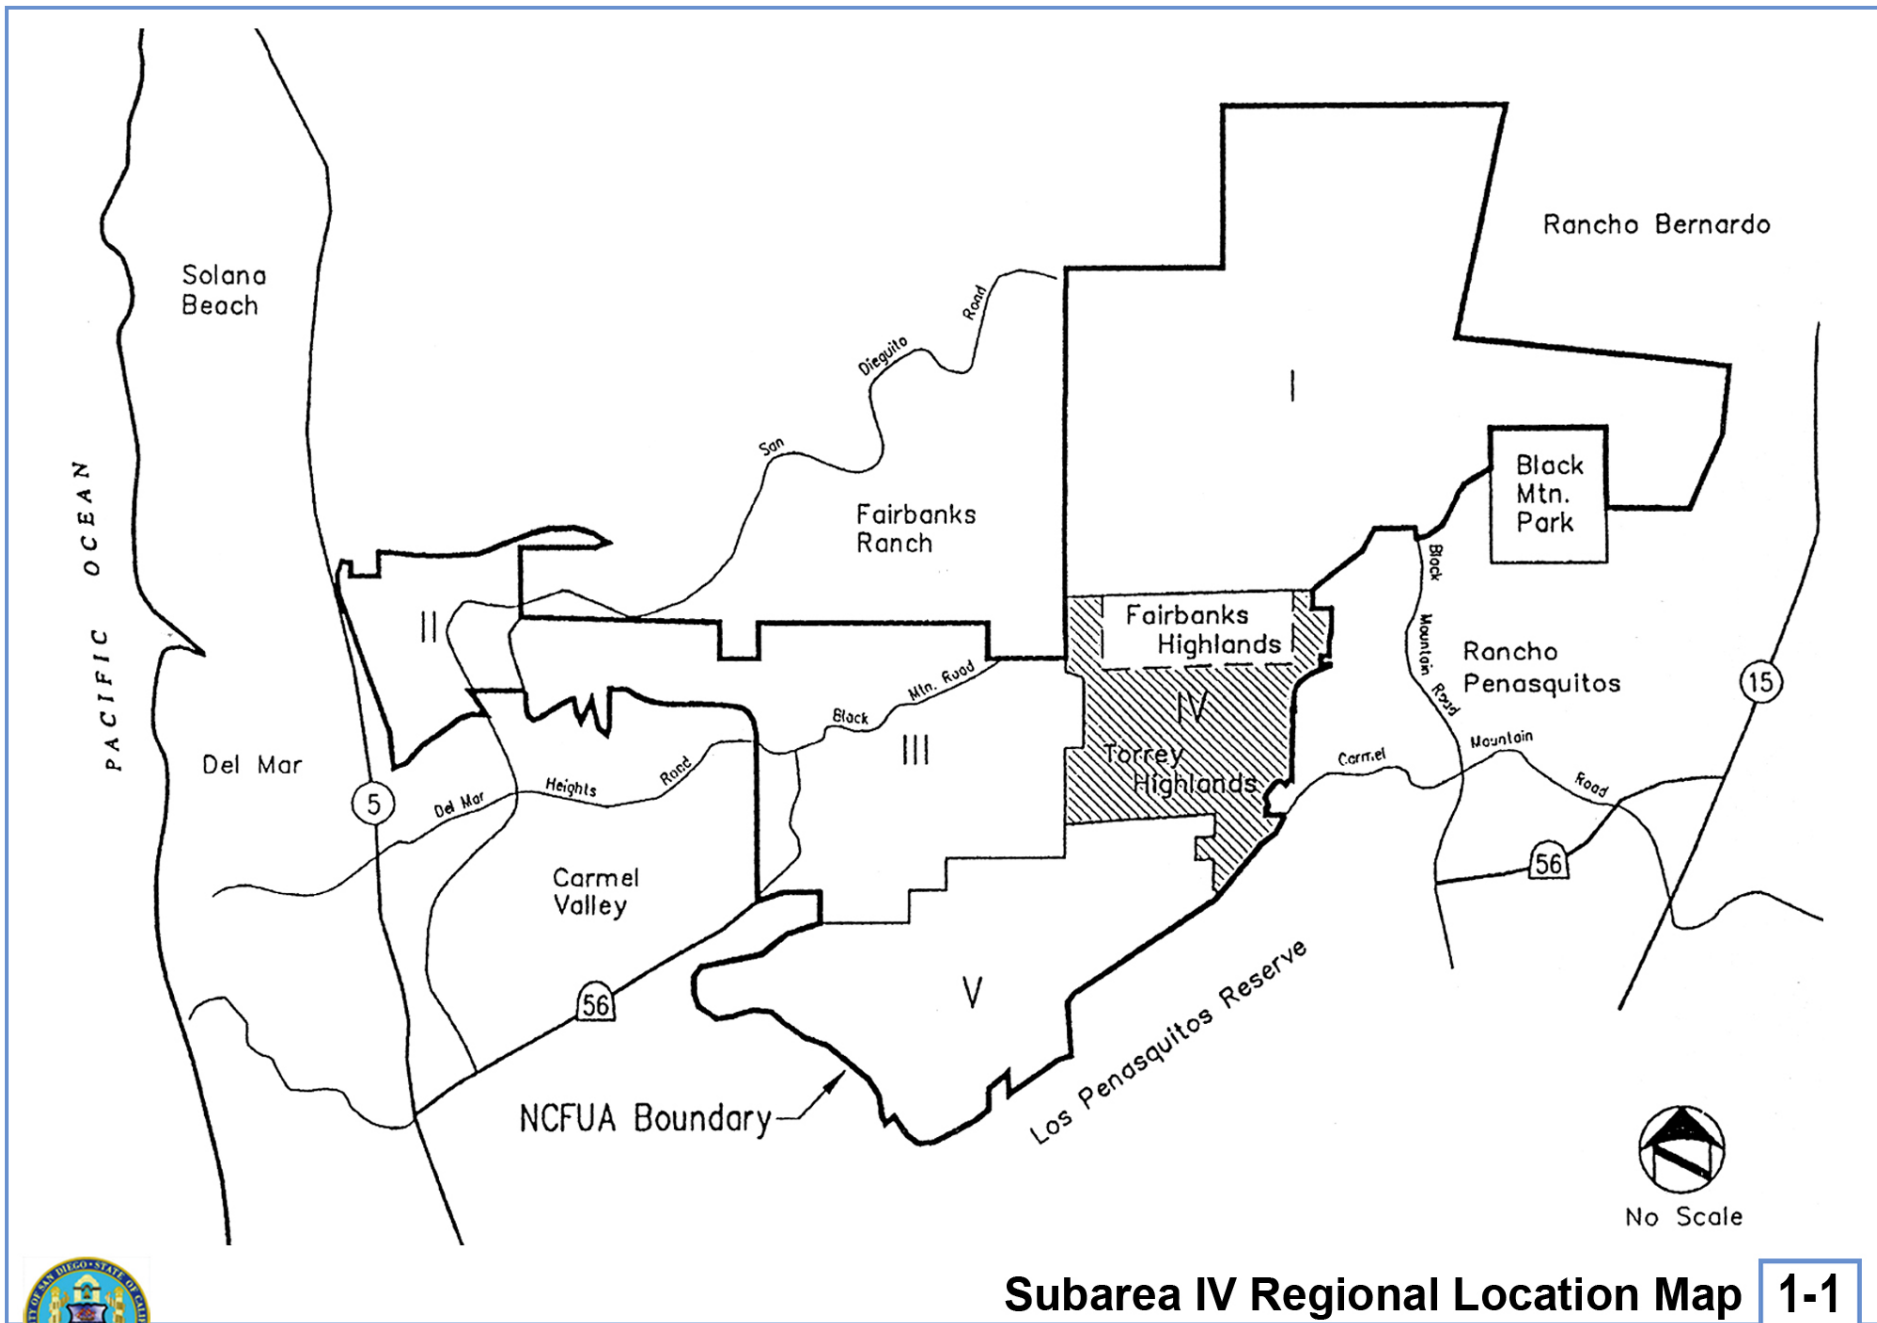 Rancho Bernardo
Solana
Beach
San Dieguito Road
I
PACIFIC OCEAN
Black
Mtn.
Park
Fairbanks
Ranch
II
Fairbanks
Highlands
Black Mountain Road
Rancho
Penasquitos
15
IV
Black Mtn. Road
III
Del Mar
Torrey
Highlands
Carmel Mountain Road
5
Del Mar Heights Road
56
Carmel
Valley
V
56
Los Penasquitos Reserve
NCFUA Boundary
No Scale
Subarea IV Regional Location Map
1-1